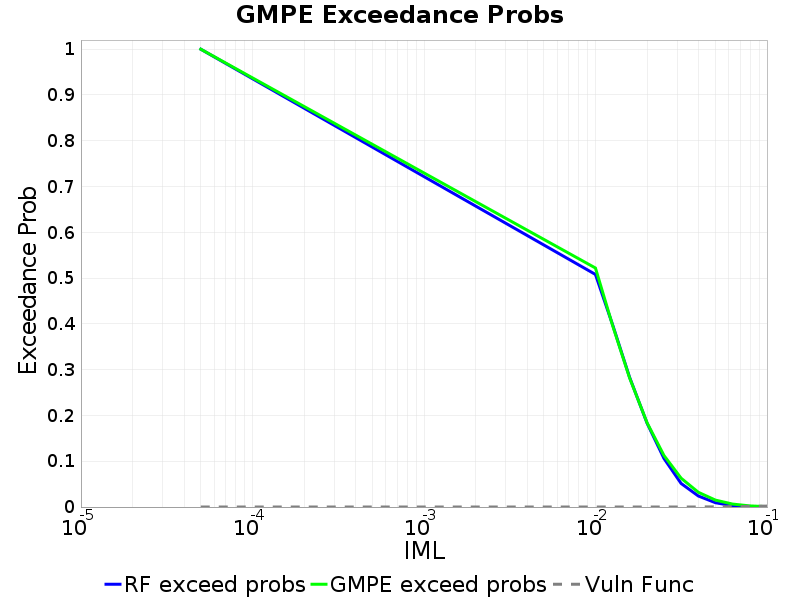 GMPE Exceedance Probs
Exceedance Prob
1
0.9
0.8
0.7
0.6
0.5
0.4
0.3
0.2
0.1
0
10^-5 10^-4 10^-3 10^-2 10^-1
IML
RF exceed probs GMPE exceed probs Vuln Func